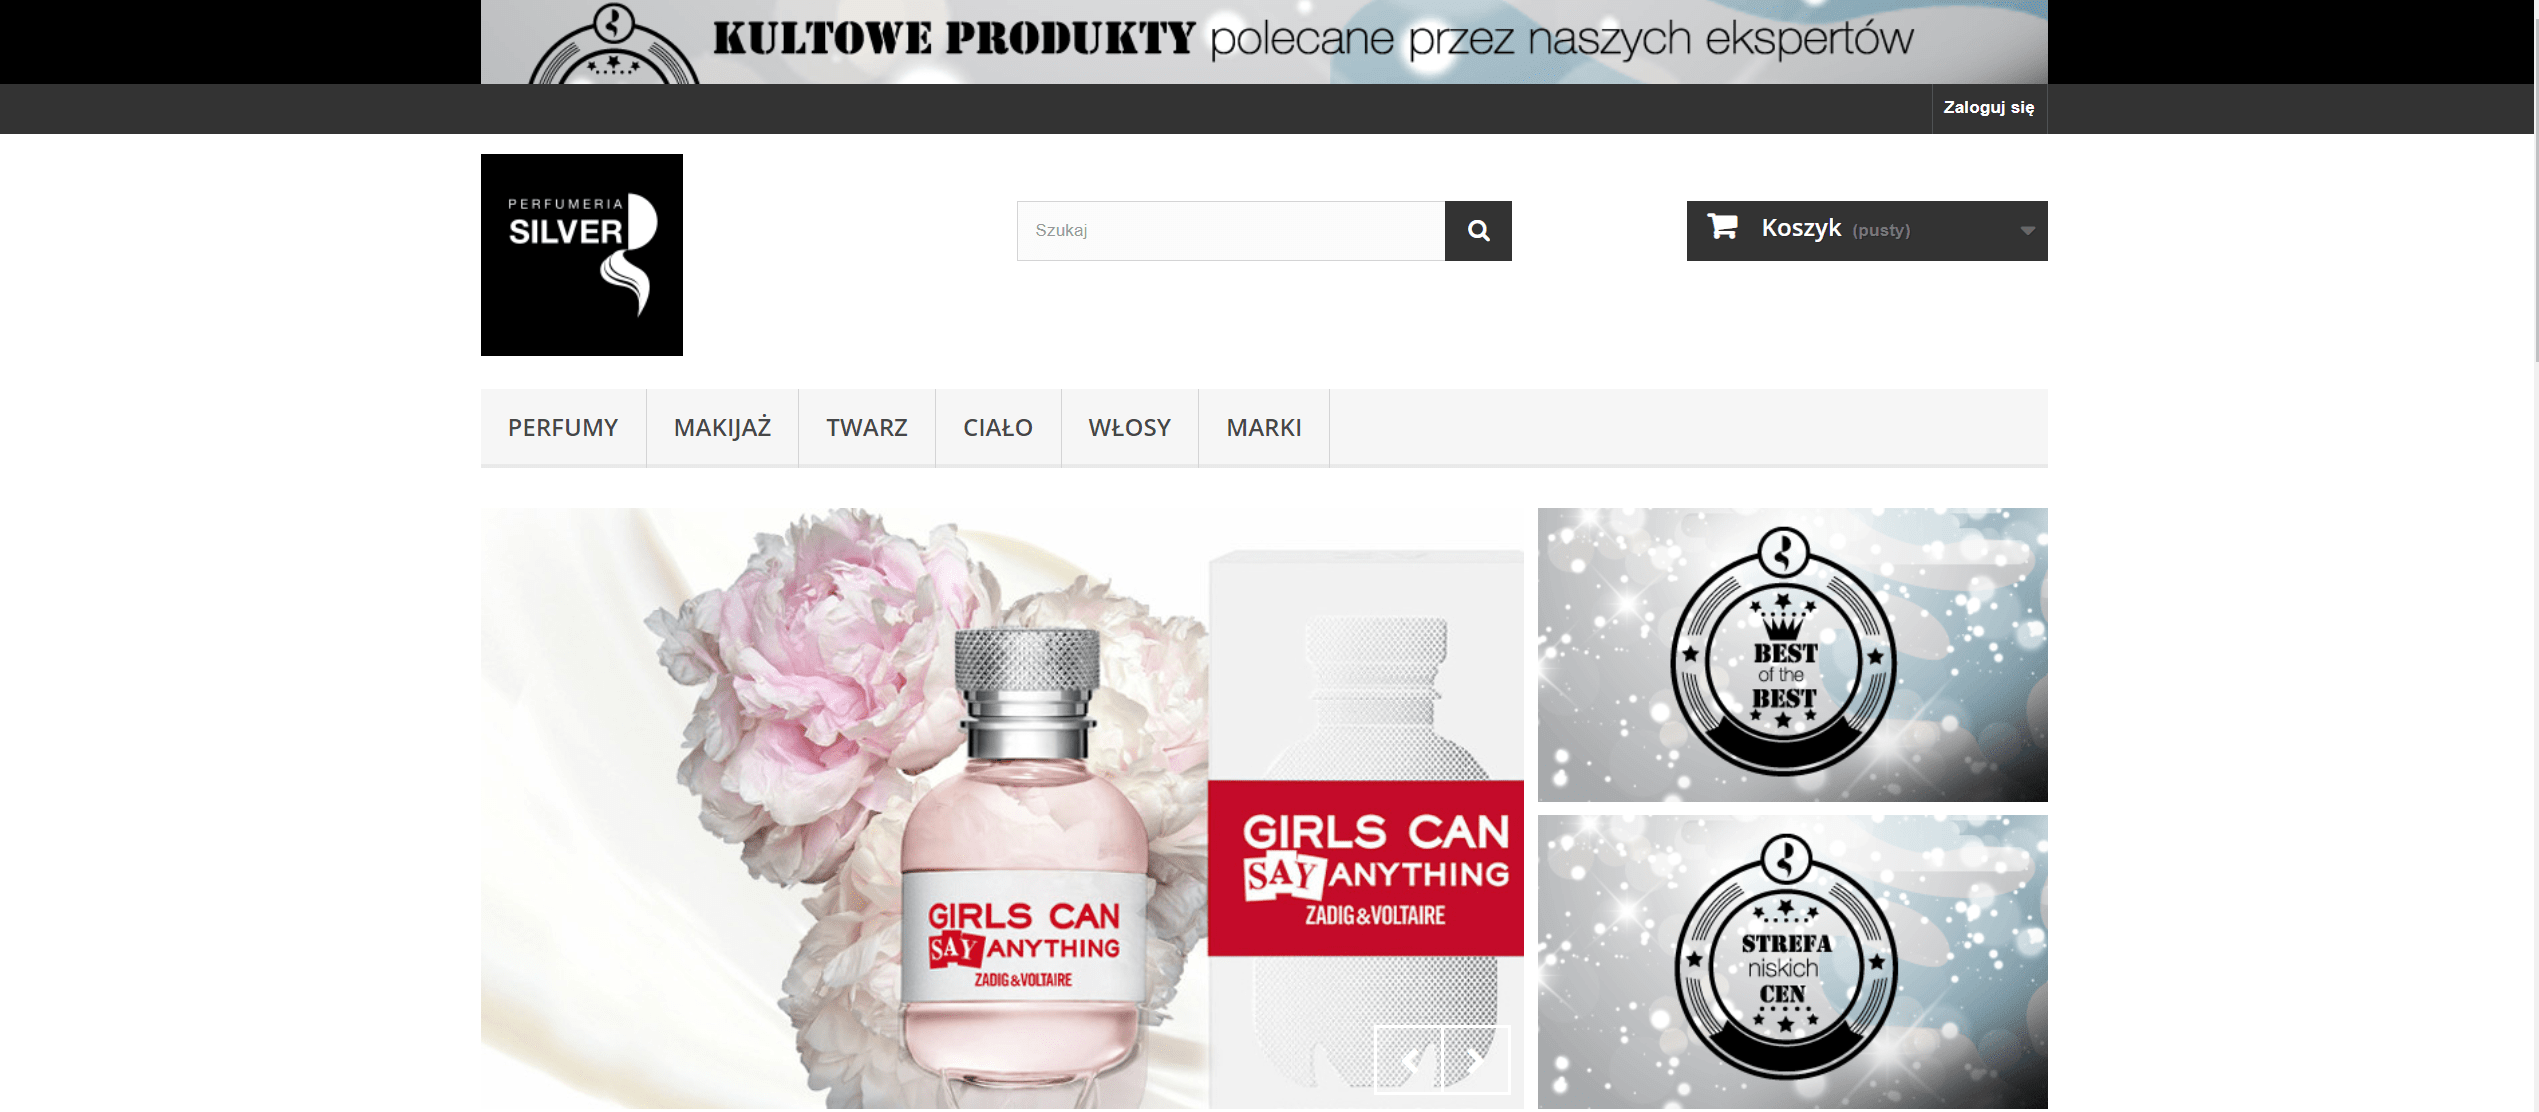 KULTOWE PRODUKTY polecane przez naszych ekspertów
Zaloguj się
PERFUMERIA
SILVER
Szukaj
Koszyk (pusty)
PERFUMY
MAKIJAŻ
TWARZ
CIAŁO
WŁOSY
MARKI
GIRLS CAN
SAY ANYTHING
ZADIG&VOLTAIRE
GIRLS CAN
SAY ANYTHING
ZADIG&VOLTAIRE
BEST
of the
BEST
STREFA
niskich
CEN